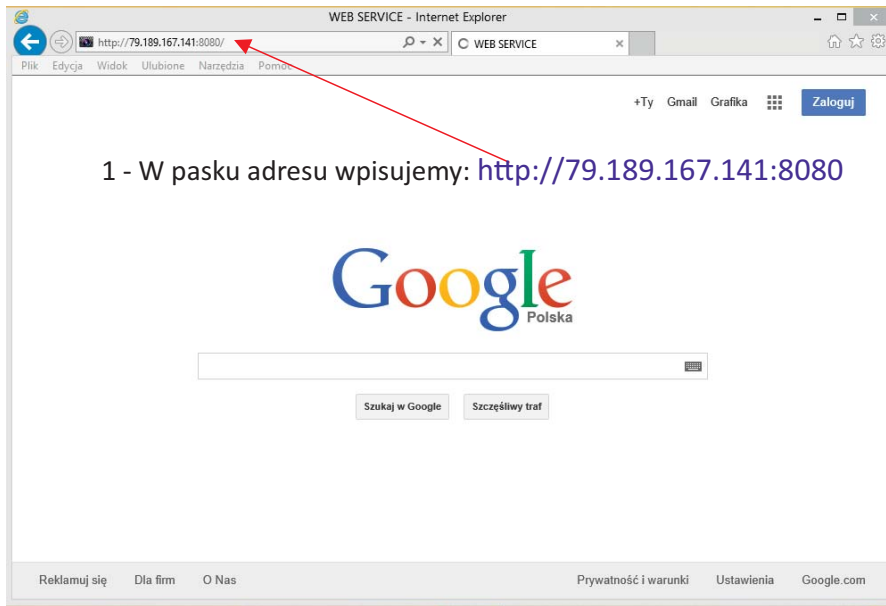 WEB SERVICE - Internet Explorer
http://79.189.167.141:8080/
WEB SERVICE
Plik Edycja Widok Ulubione Narzędzia Pomoc
+Ty Gmail Grafika Zaloguj
1 - W pasku adresu wpisujemy: http://79.189.167.141:8080
Google
Polska
Szukaj w Google Szczęśliwy traf
Reklamuj się Dla firm O Nas Prywatność i warunki Ustawienia Google.com